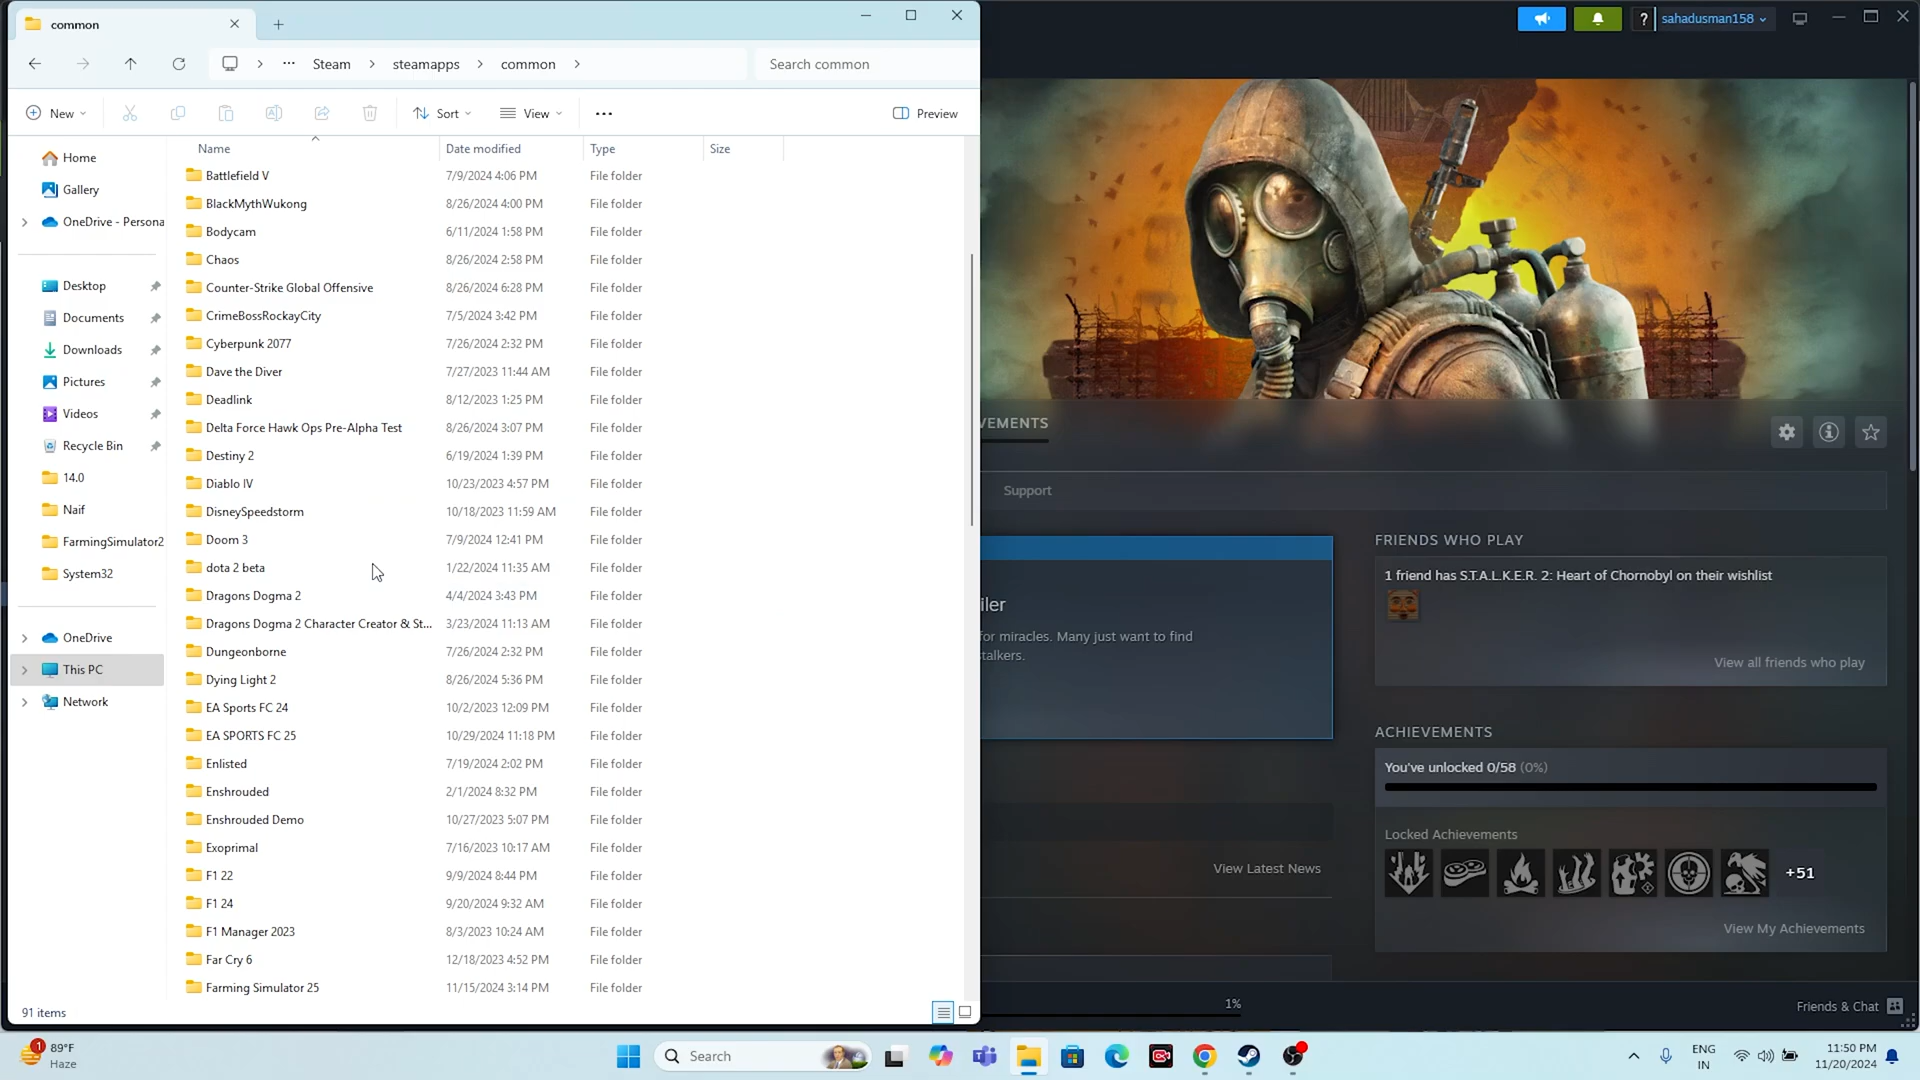 common
Steam
steamapps
common
Search common
New
Sort
View
Preview
Name
Date modified
Type
Size
Home
Gallery
OneDrive - Persona
Desktop
Documents
Downloads
Pictures
Videos
Recycle Bin
14.0
Naif
FarmingSimulator2
System32
OneDrive
This PC
Network
Battlefield V 7/9/2024 4:06 PM File folder
BlackMythWukong 8/26/2024 4:00 PM File folder
Bodycam 6/11/2024 1:58 PM File folder
Chaos 8/26/2024 2:58 PM File folder
Counter-Strike Global Offensive 8/26/2024 6:28 PM File folder
CrimeBossRockayCity 7/5/2024 3:42 PM File folder
Cyberpunk 2077 7/26/2024 2:32 PM File folder
Dave the Diver 7/27/2023 11:44 AM File folder
Deadlink 8/12/2023 1:25 PM File folder
Delta Force Hawk Ops Pre-Alpha Test 8/26/2024 3:07 PM File folder
Destiny 2 6/19/2024 1:39 PM File folder
Diablo IV 10/23/2023 4:57 PM File folder
DisneySpeedstorm 10/18/2023 11:59 AM File folder
Doom 3 7/9/2024 12:41 PM File folder
dota 2 beta 1/22/2024 11:35 AM File folder
Dragons Dogma 2 4/4/2024 3:43 PM File folder
Dragons Dogma 2 Character Creator & St... 3/23/2024 11:13 AM File folder
Dungeonborne 7/26/2024 2:32 PM File folder
Dying Light 2 8/26/2024 5:36 PM File folder
EA Sports FC 24 10/2/2023 12:09 PM File folder
EA SPORTS FC 25 10/29/2024 11:18 PM File folder
Enlisted 7/19/2024 2:02 PM File folder
Enshrouded 2/1/2024 8:32 PM File folder
Enshrouded Demo 10/27/2023 5:07 PM File folder
Exoprimal 7/16/2023 10:17 AM File folder
F1 22 9/9/2024 8:44 PM File folder
F1 24 9/20/2024 9:32 AM File folder
F1 Manager 2023 8/3/2023 10:24 AM File folder
Far Cry 6 12/18/2023 4:52 PM File folder
Farming Simulator 25 11/15/2024 3:14 PM File folder
91 items
? sahadusman158
VEMENTS
Support
iler
for miracles. Many just want to find
talkers.
View Latest News
1%
FRIENDS WHO PLAY
1 friend has S.T.A.L.K.E.R. 2: Heart of Chornobyl on their wishlist
View all friends who play
ACHIEVEMENTS
You've unlocked 0/58 (0%)
Locked Achievements
+51
View My Achievements
Friends & Chat
1
89°F
Haze
Search
ENG
IN
11:50 PM
11/20/2024